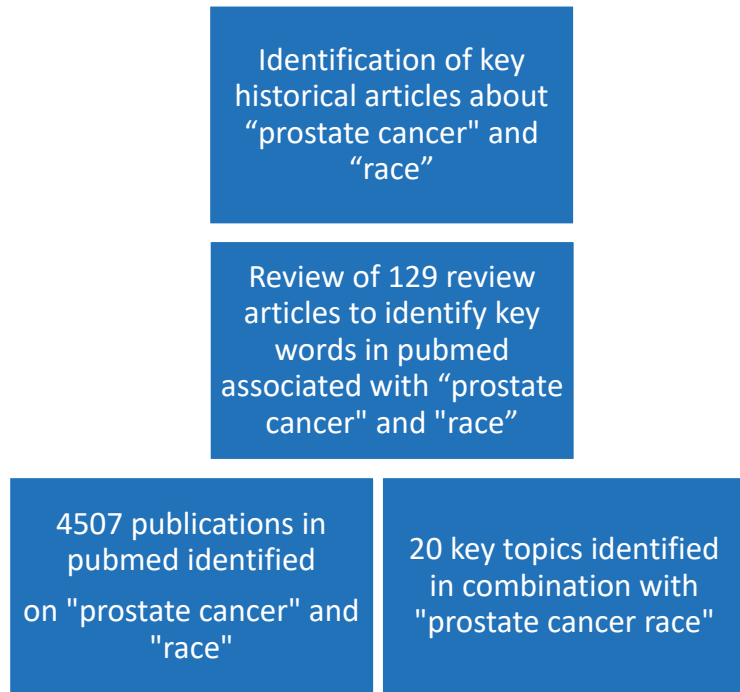 Identification of key
historical articles about
“prostate cancer" and
“race”
Review of 129 review
articles to identify key
words in pubmed
associated with “prostate
cancer" and "race”
4507 publications in
pubmed identified
on "prostate cancer" and
"race"
20 key topics identified
in combination with
"prostate cancer race"